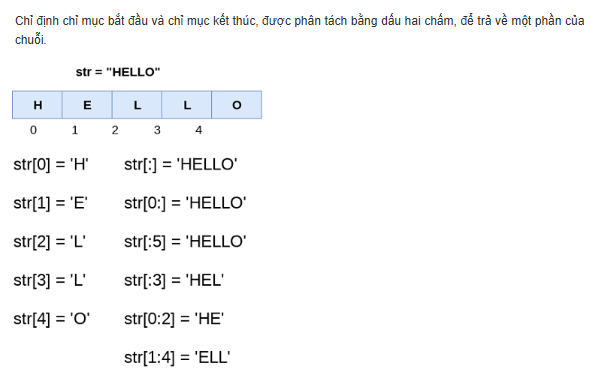 Chỉ định chỉ mục bắt đầu và chỉ mục kết thúc, được phân tách bằng dấu hai chấm, để trả về một phần của
chuỗi.
str = "HELLO"
H E L L O
0 1 2 3 4
str[0] = 'H' str[:] = 'HELLO'
str[1] = 'E' str[0:] = 'HELLO'
str[2] = 'L' str[:5] = 'HELLO'
str[3] = 'L' str[:3] = 'HEL'
str[4] = 'O' str[0:2] = 'HE'
str[1:4] = 'ELL'